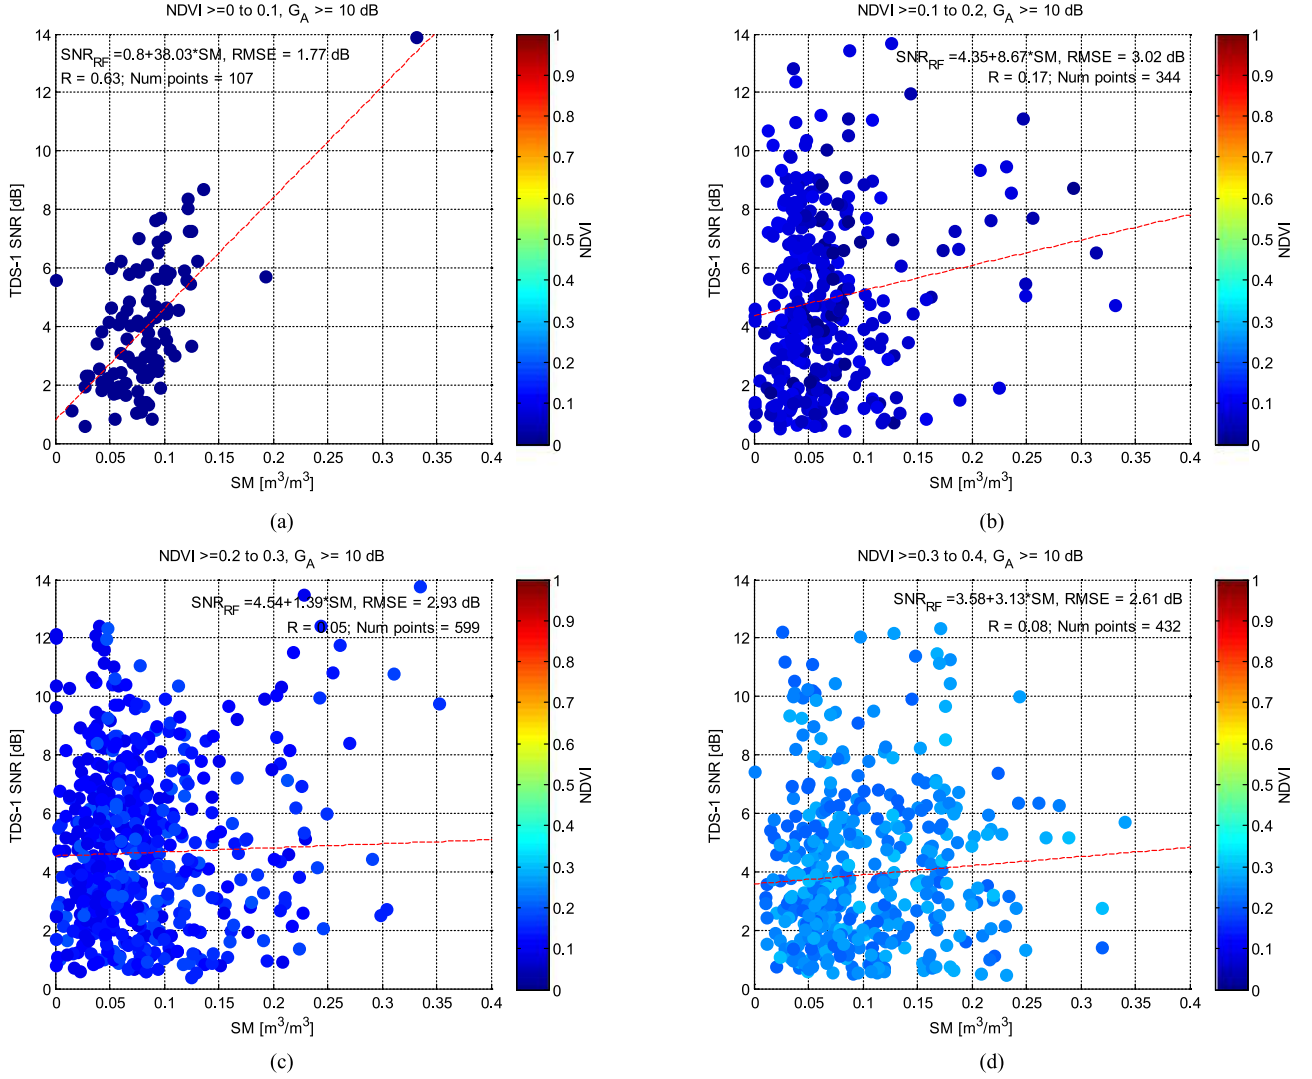 NDVI >=0 to 0.1, G_A >= 10 dB
SNR_RF =0.8+38.03*SM, RMSE = 1.77 dB
R = 0.63; Num points = 107
TDS-1 SNR [dB]
14
12
10
8
6
4
2
0
0 0.05 0.1 0.15 0.2 0.25 0.3 0.35 0.4
SM [m³/m³]
1
0.9
0.8
0.7
0.6
0.5
0.4
0.3
0.2
0.1
0
NDVI
(a)
NDVI >=0.1 to 0.2, G_A >= 10 dB
SNR_RF =4.35+8.67*SM, RMSE = 3.02 dB
R = 0.17; Num points = 344
TDS-1 SNR [dB]
14
12
10
8
6
4
2
0
0 0.05 0.1 0.15 0.2 0.25 0.3 0.35 0.4
SM [m³/m³]
1
0.9
0.8
0.7
0.6
0.5
0.4
0.3
0.2
0.1
0
NDVI
(b)
NDVI >=0.2 to 0.3, G_A >= 10 dB
SNR_RF =4.54+1.39*SM, RMSE = 2.93 dB
R = 0.05; Num points = 599
TDS-1 SNR [dB]
14
12
10
8
6
4
2
0
0 0.05 0.1 0.15 0.2 0.25 0.3 0.35 0.4
SM [m³/m³]
1
0.9
0.8
0.7
0.6
0.5
0.4
0.3
0.2
0.1
0
NDVI
(c)
NDVI >=0.3 to 0.4, G_A >= 10 dB
SNR_RF =3.58+3.13*SM, RMSE = 2.61 dB
R = 0.08; Num points = 432
TDS-1 SNR [dB]
14
12
10
8
6
4
2
0
0 0.05 0.1 0.15 0.2 0.25 0.3 0.35 0.4
SM [m³/m³]
1
0.9
0.8
0.7
0.6
0.5
0.4
0.3
0.2
0.1
0
NDVI
(d)